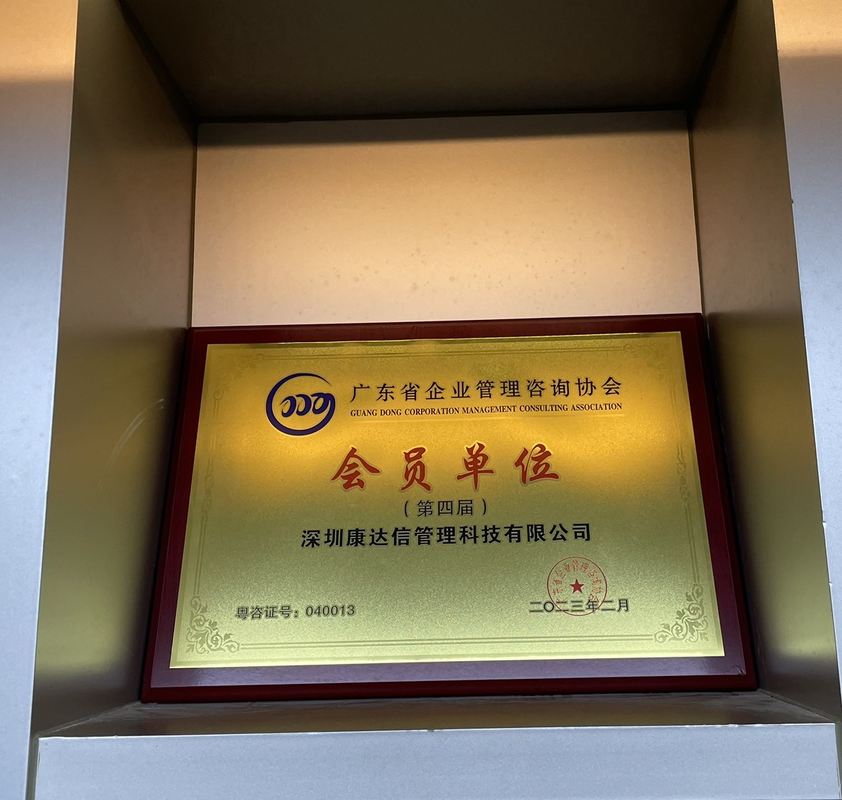 广东省企业管理咨询协会
GUANG DONG CORPORATION MANAGEMENT CONSULTING ASSOCIATION
会员单位
（第四届）
深圳康达信管理科技有限公司
粤咨证号：040013
二〇二三年二月